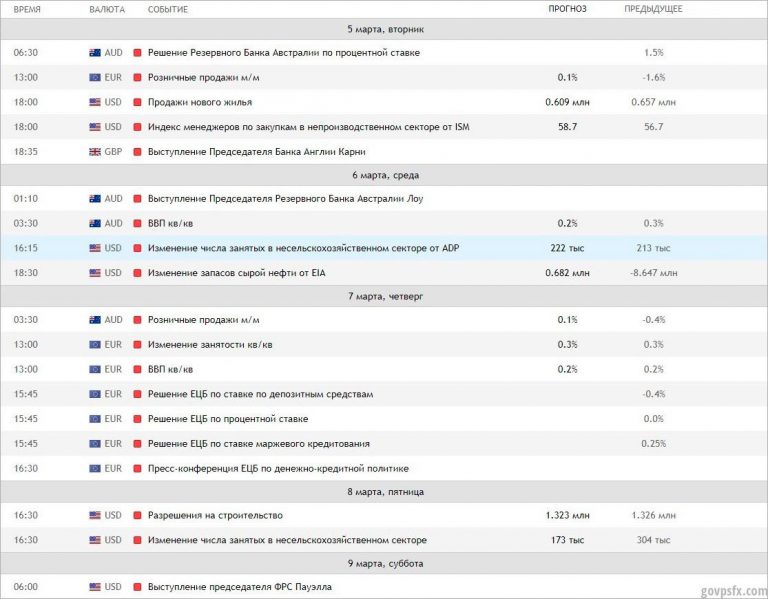 ВРЕМЯ ВАЛЮТА СОБЫТИЕ ПРОГНОЗ ПРЕДЫДУЩЕЕ
5 марта, вторник
06:30 AUD Решение Резервного Банка Австралии по процентной ставке 1.5%
13:00 EUR Розничные продажи м/м 0.1% -1.6%
18:00 USD Продажи нового жилья 0.609 млн 0.657 млн
18:00 USD Индекс менеджеров по закупкам в непроизводственном секторе от ISM 58.7 56.7
18:35 GBP Выступление Председателя Банка Англии Карни
6 марта, среда
01:10 AUD Выступление Председателя Резервного Банка Австралии Лоу
03:30 AUD ВВП кв/кв 0.2% 0.3%
16:15 USD Изменение числа занятых в несельскохозяйственном секторе от ADP 222 тыс 213 тыс
18:30 USD Изменение запасов сырой нефти от EIA 0.682 млн -8.647 млн
7 марта, четверг
03:30 AUD Розничные продажи м/м 0.1% -0.4%
13:00 EUR Изменение занятости кв/кв 0.3% 0.3%
13:00 EUR ВВП кв/кв 0.2% 0.2%
15:45 EUR Решение ЕЦБ по ставке по депозитным средствам -0.4%
15:45 EUR Решение ЕЦБ по процентной ставке 0.0%
15:45 EUR Решение ЕЦБ по ставке маржевого кредитования 0.25%
16:30 EUR Пресс-конференция ЕЦБ по денежно-кредитной политике
8 марта, пятница
16:30 USD Разрешения на строительство 1.323 млн 1.326 млн
16:30 USD Изменение числа занятых в несельскохозяйственном секторе 173 тыс 304 тыс
9 марта, суббота
06:00 USD Выступление председателя ФРС Пауэлла
govpsfx.com